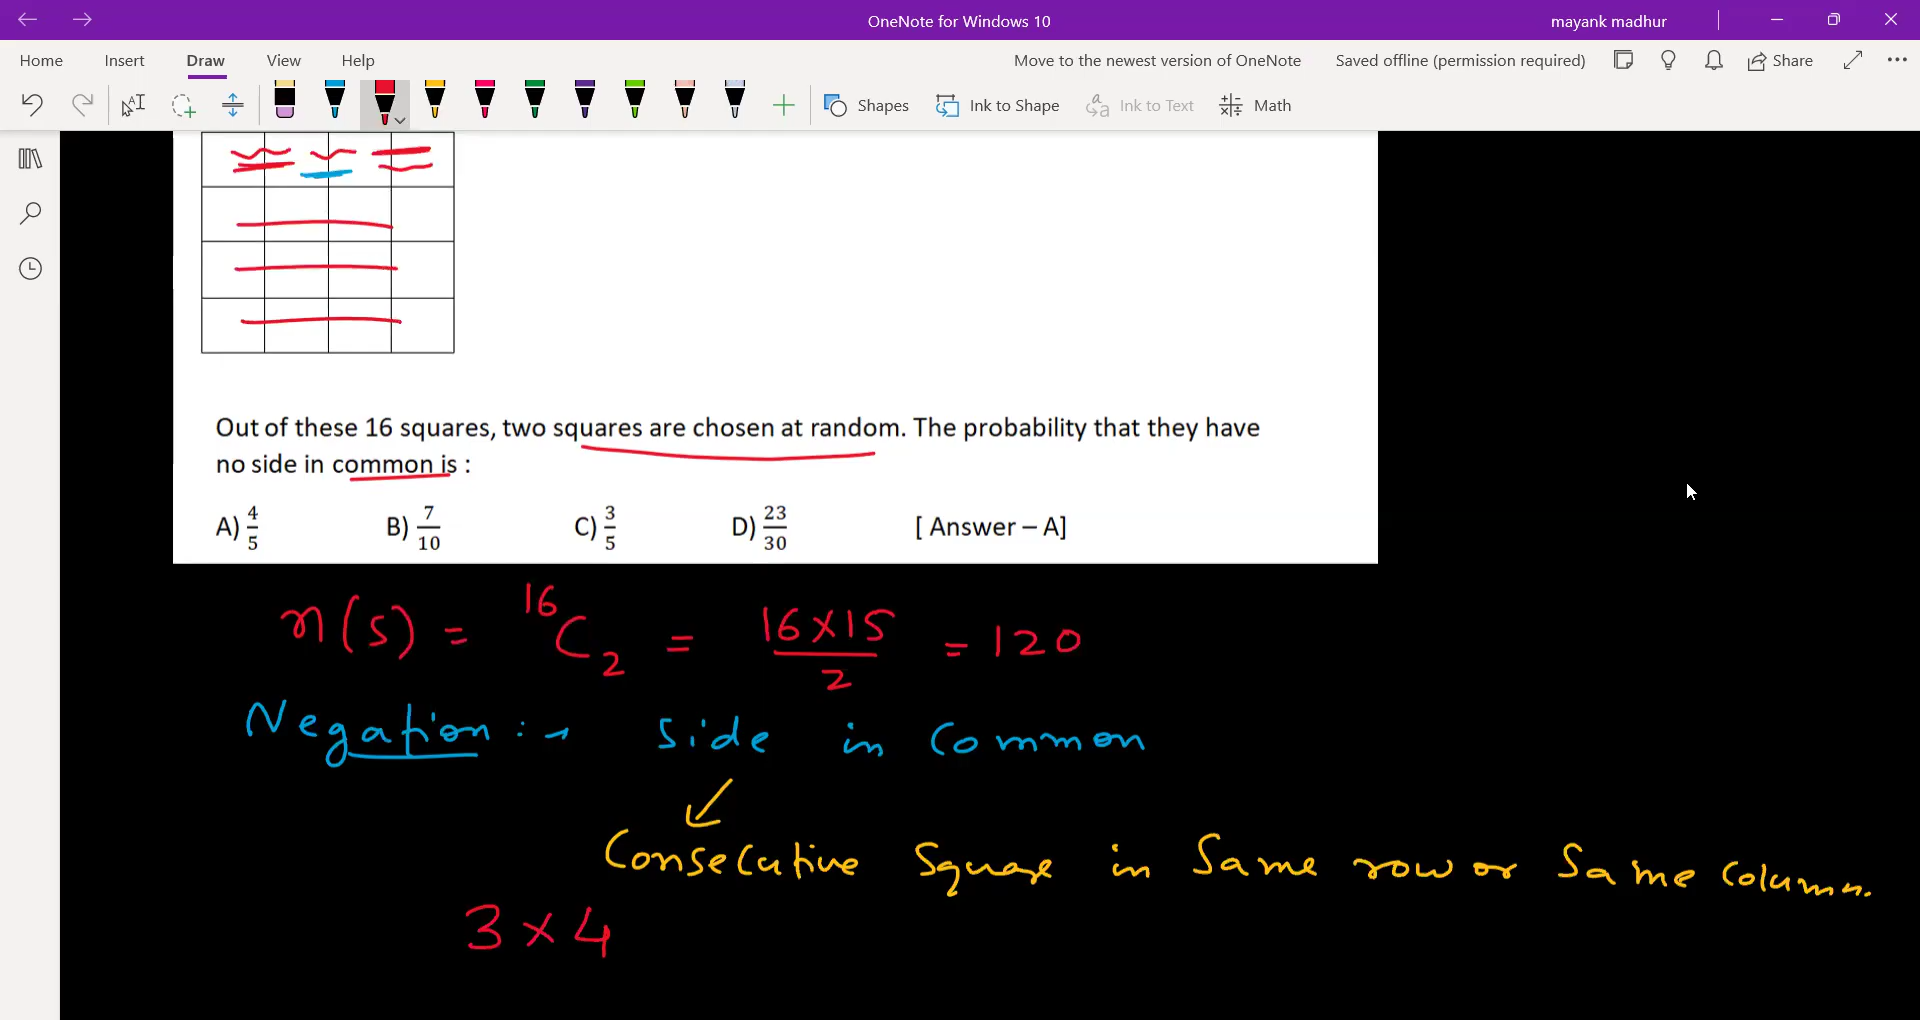 OneNote for Windows 10
mayank madhur
Home Insert Draw View Help
Move to the newest version of OneNote Saved offline (permission required) Share
Shapes Ink to Shape Ink to Text Math
Out of these 16 squares, two squares are chosen at random. The probability that they have
no side in common is :
A) 4/5 B) 7/10 C) 3/5 D) 23/30 [ Answer – A]
n(s) = ¹⁶C₂ = 16×15/2 = 120
Negation :→ side in common
Consecutive Square in Same row or Same column.
3 × 4